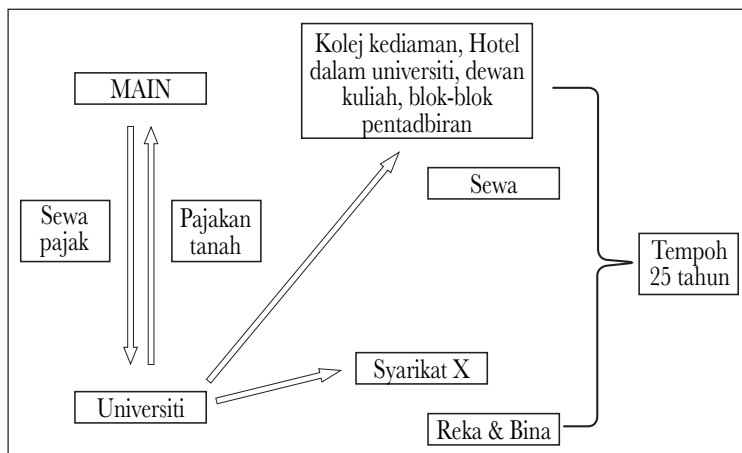 MAIN
Kolej kediaman, Hotel
dalam universiti, dewan
kuliah, blok-blok
pentadbiran
Sewa
Sewa
pajak
Pajakan
tanah
Tempoh
25 tahun
Syarikat X
Universiti
Reka & Bina